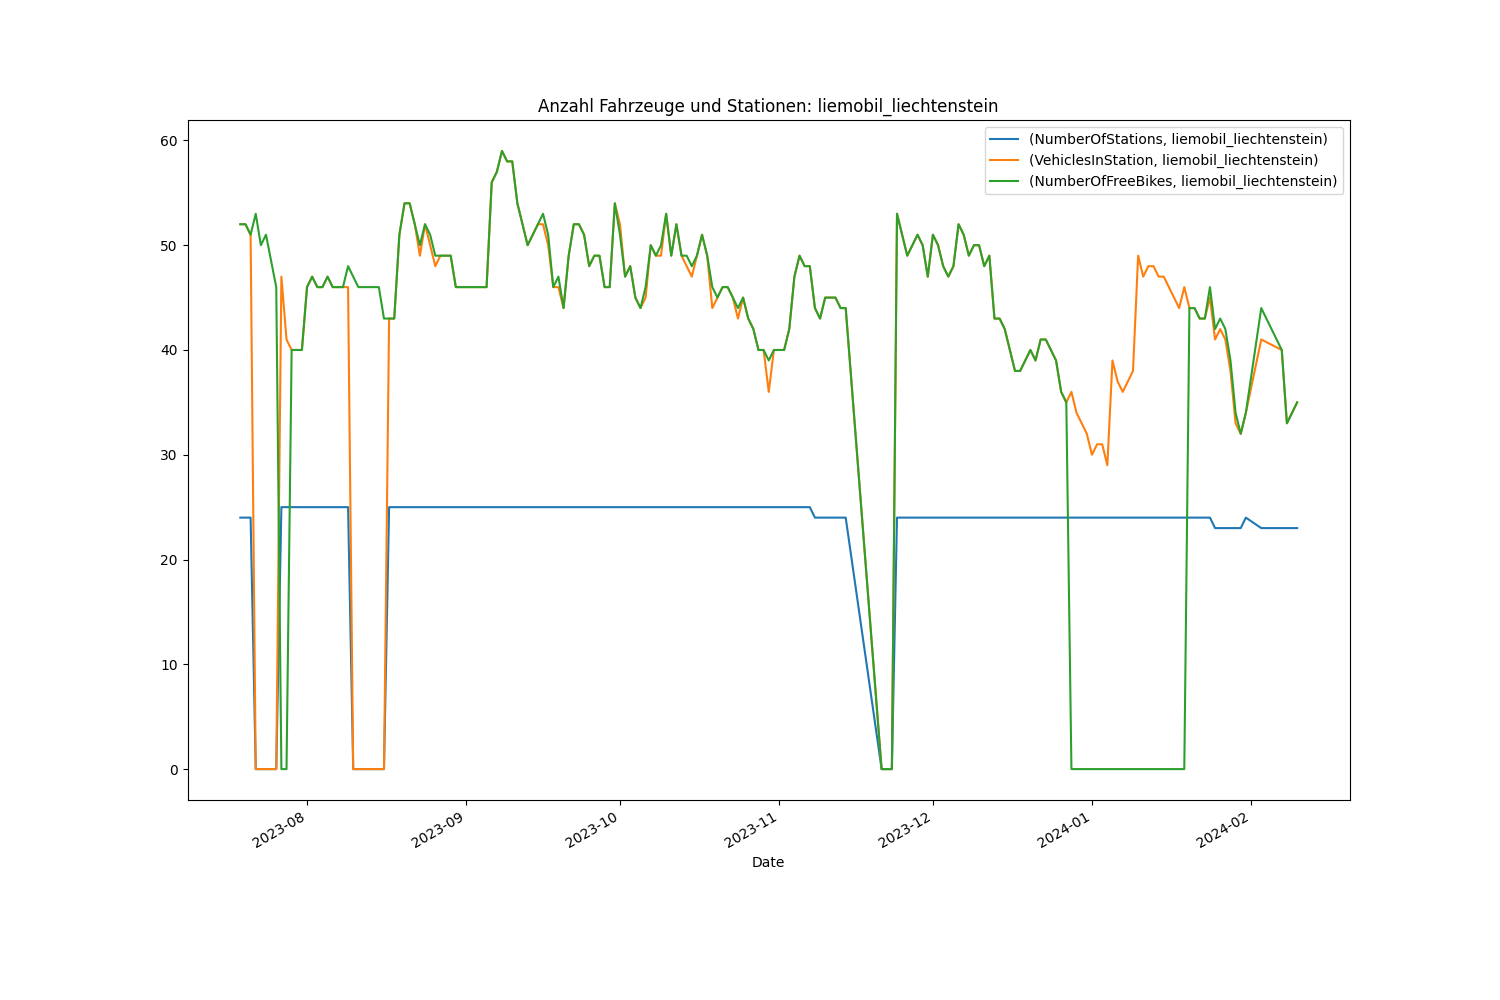 Anzahl Fahrzeuge und Stationen: liemobil_liechtenstein
(NumberOfStations, liemobil_liechtenstein)
(VehiclesInStation, liemobil_liechtenstein)
(NumberOfFreeBikes, liemobil_liechtenstein)
60
50
40
30
20
10
0
2023-08
2023-09
2023-10
2023-11
2023-12
2024-01
2024-02
Date